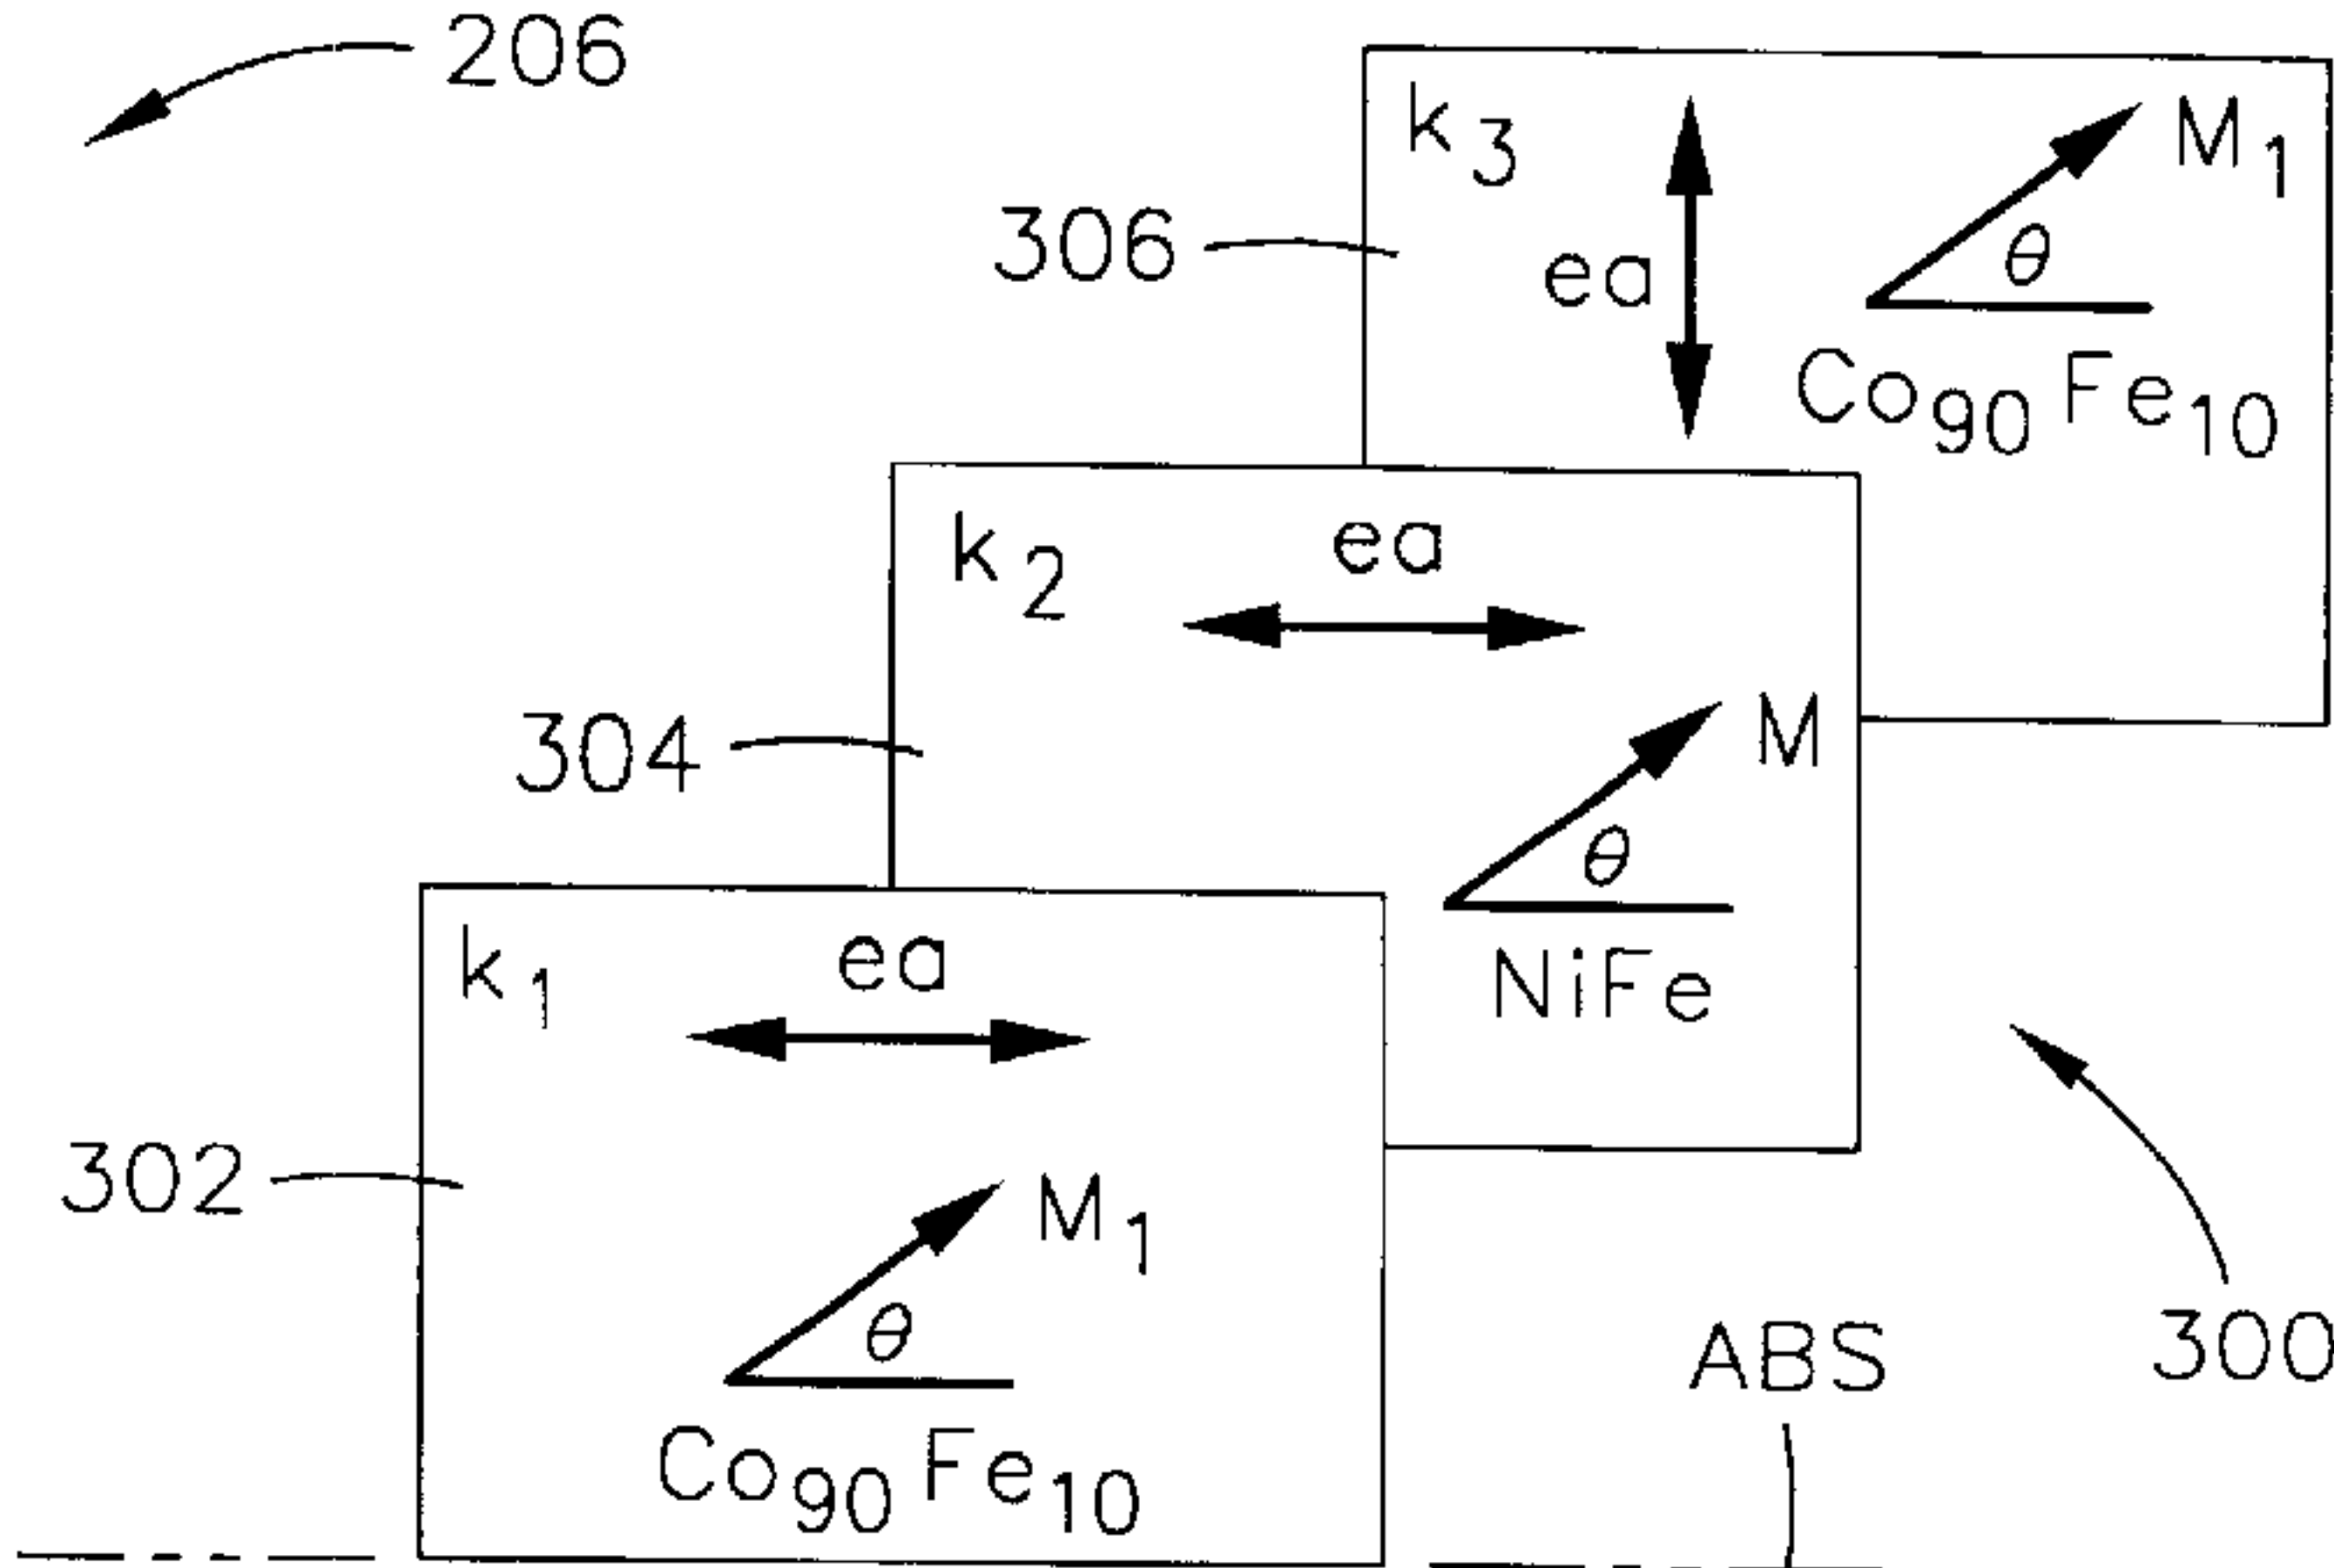 206
k3
M1
306
ea
θ
Co90Fe10
k2
ea
304
M
θ
NiFe
k1
ea
302
M1
θ
ABS
300
Co90Fe10